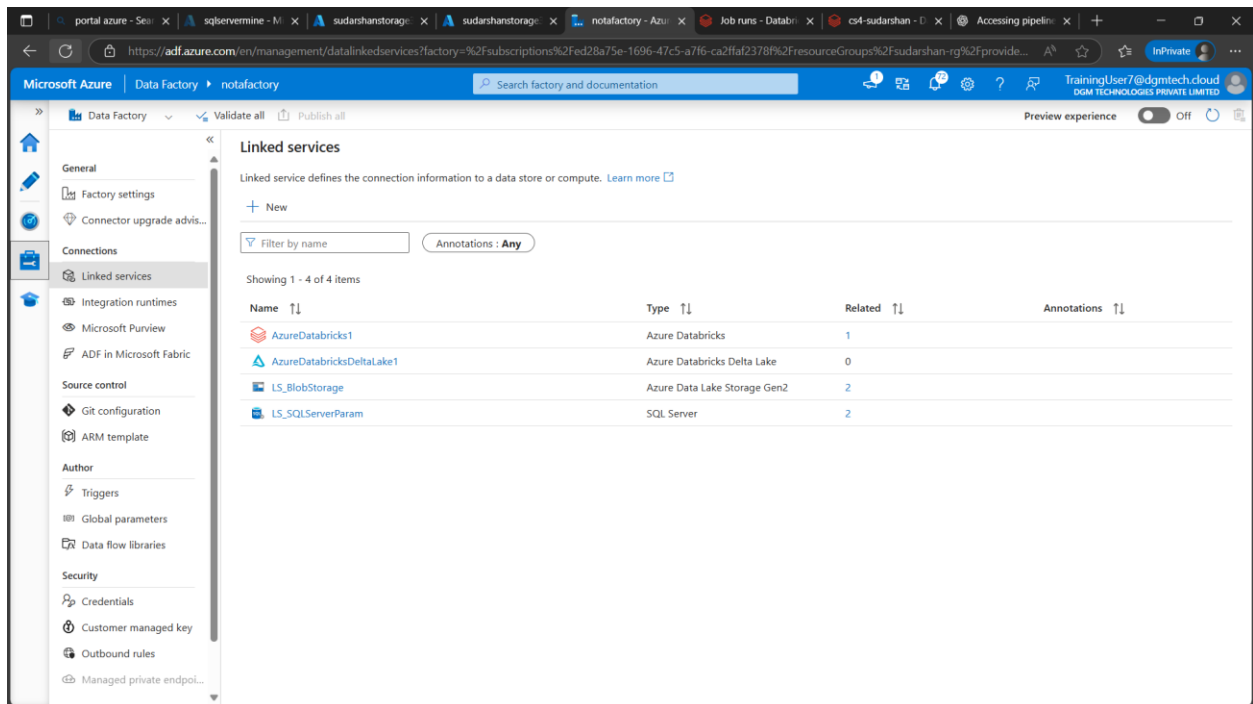 portal azure - Sear
sqlservermine - Mi
sudarshanstorage
sudarshanstorage
notafactory - Azur
Job runs - Databri
cs4-sudarshan - D
Accessing pipeline
https://adf.azure.com/en/management/datalinkedservices?factory=%2Fsubscriptions%2Fed28a75e-1696-47c5-a7f6-ca2ffaf2378f%2FresourceGroups%2Fsudarshan-rg%2Fprovide...
InPrivate
Microsoft Azure | Data Factory notafactory
Search factory and documentation
1
72
TrainingUser7@dgmtech.cloud
DGM TECHNOLOGIES PRIVATE LIMITED
Data Factory Validate all Publish all
Preview experience Off
General
Factory settings
Connector upgrade advis...
Connections
Linked services
Integration runtimes
Microsoft Purview
ADF in Microsoft Fabric
Source control
Git configuration
ARM template
Author
Triggers
Global parameters
Data flow libraries
Security
Credentials
Customer managed key
Outbound rules
Managed private endpoi...
Linked services
Linked service defines the connection information to a data store or compute. Learn more
New
Filter by name Annotations : Any
Showing 1 - 4 of 4 items
Name Type Related Annotations
AzureDatabricks1 Azure Databricks 1
AzureDatabricksDeltaLake1 Azure Databricks Delta Lake 0
LS_BlobStorage Azure Data Lake Storage Gen2 2
LS_SQLServerParam SQL Server 2